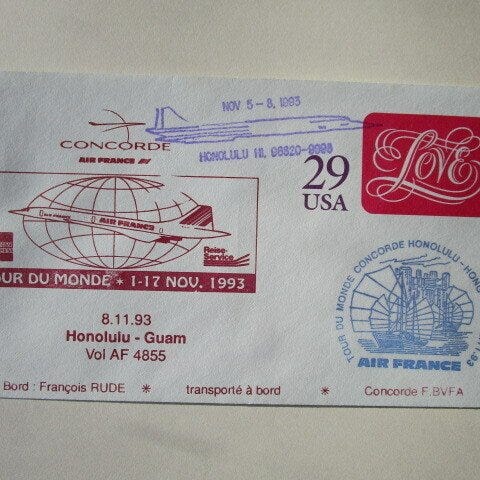 NOV 5-8, 1993
HONOLULU HI, 96820-9998
CONCORDE
AIR FRANCE
AIR FRANCE
Reise-
Service
OUR DU MONDE * 1-17 NOV. 1993
29
USA
LOVE
8.11.93
Honolulu - Guam
Vol AF 4855
TOUR DU MONDE CONCORDE HONOLULU - HONG
AIR FRANCE
Bord : François RUDE * transporté à bord * Concorde F.BVFA